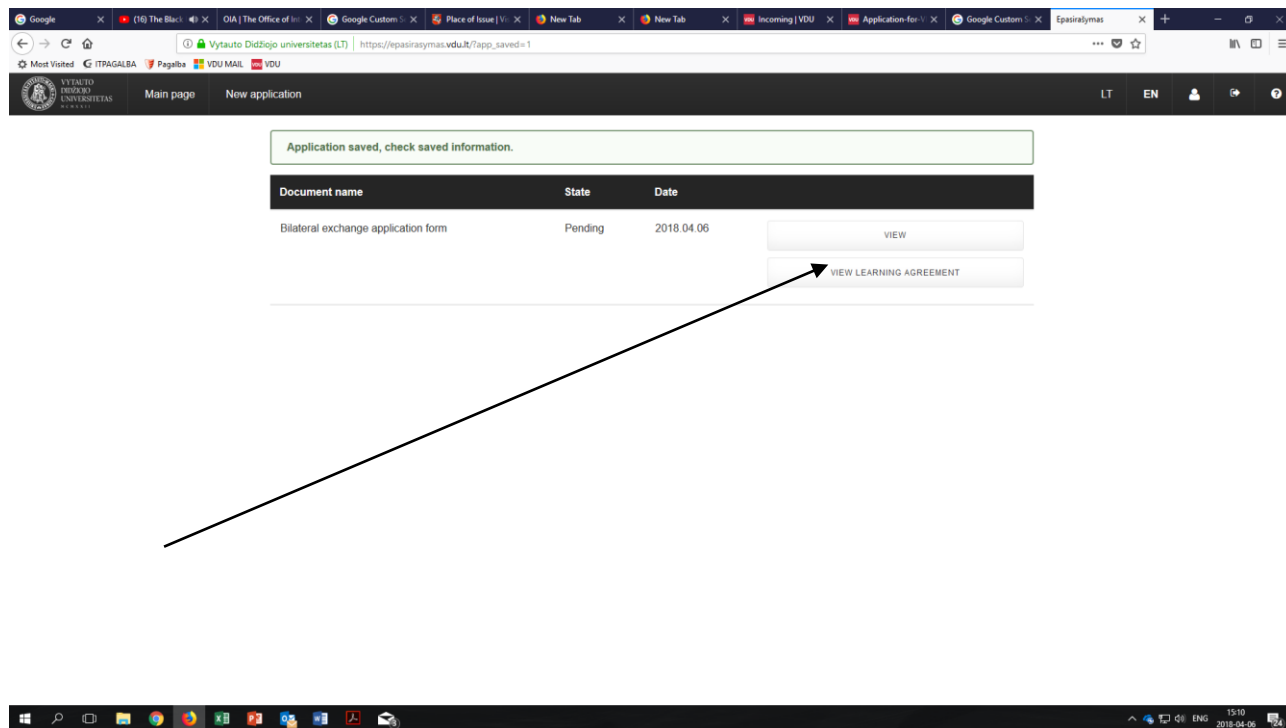 Google
(16) The Black
OIA | The Office of Int
Google Custom S
Place of Issue | Vi
New Tab
New Tab
Incoming | VDU
Application-for-V
Google Custom S
Epasirašymas
Vytauto Didžiojo universitetas (LT)
https://epasirasymas.vdu.lt/?app_saved=1
Most Visited
ITPAGALBA
Pagalba
VDU MAIL
VDU
VYTAUTO
DIDŽIOJO
UNIVERSITETAS
MCMXXII
Main page
New application
LT
EN
Application saved, check saved information.
Document name State Date
Bilateral exchange application form Pending 2018.04.06
VIEW
VIEW LEARNING AGREEMENT
ENG
15:10
2018-04-06
24